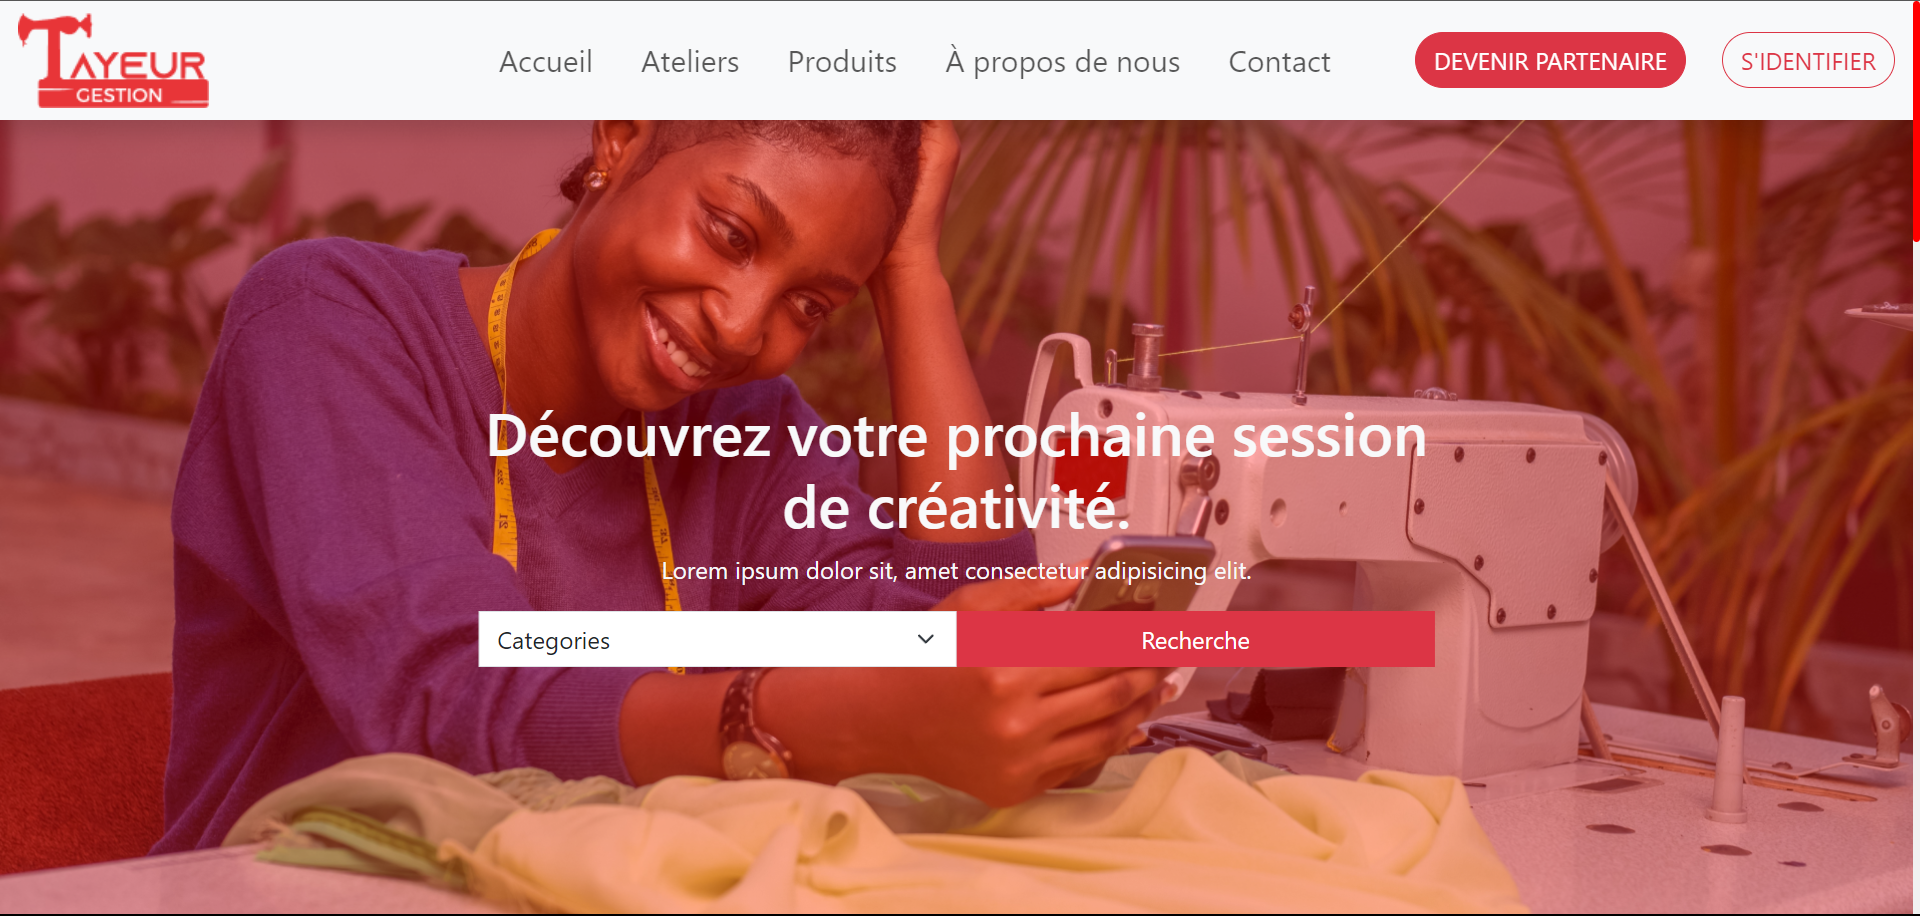 TAYEUR
GESTION
Accueil
Ateliers
Produits
À propos de nous
Contact
DEVENIR PARTENAIRE
S'IDENTIFIER
Découvrez votre prochaine session
de créativité.
Lorem ipsum dolor sit, amet consectetur adipisicing elit.
Categories
Recherche